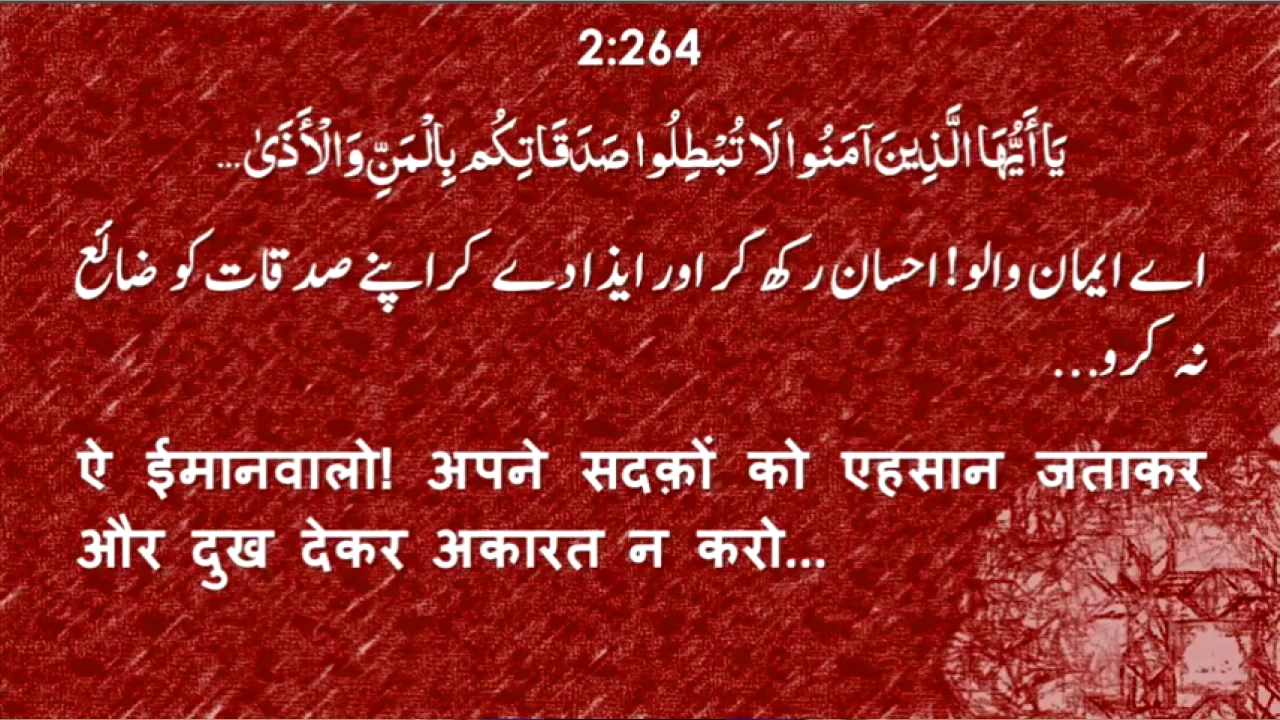 2:264
يَا أَيُّهَا الَّذِينَ آمَنُوا لَا تُبْطِلُوا صَدَقَاتِكُم بِالْمَنِّ وَالْأَذَىٰ...
اے ایمان والو! احسان رکھ کر اور ایذا دے کر اپنے صدقات کو ضائع
نہ کرو...
ऐ ईमानवालो! अपने सदक़ों को एहसान जताकर
और दुख देकर अकारत न करो...